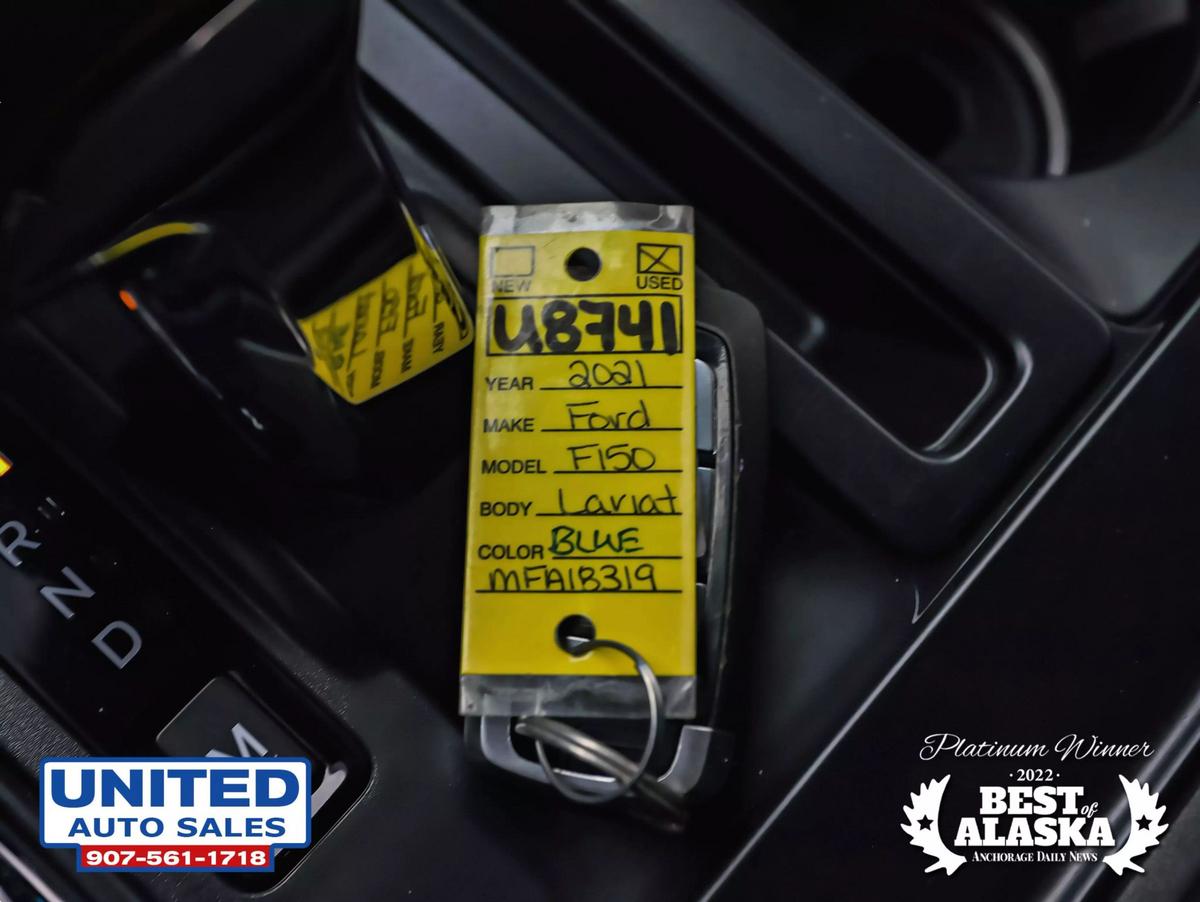 NEW USED
U8741
YEAR 2021
MAKE Ford
MODEL F150
BODY Lariat
COLOR BLUE
MFA18319
R
N
D
M
UNITED
AUTO SALES
907-561-1718
Platinum Winner
·2022·
BEST of
ALASKA
ANCHORAGE DAILY NEWS